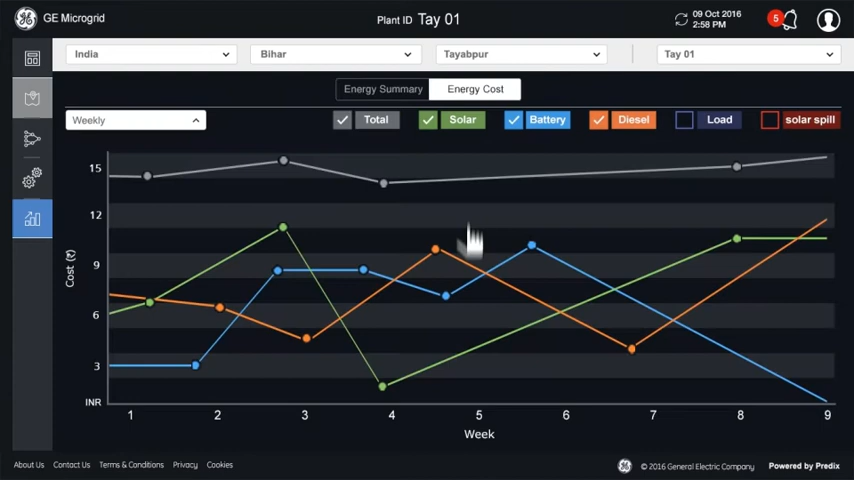 GE Microgrid
Plant ID Tay 01
09 Oct 2016
2:58 PM
5
India
Bihar
Tayabpur
Tay 01
Energy Summary
Energy Cost
Weekly
Total
Solar
Battery
Diesel
Load
solar spill
15
12
9
6
3
INR
Cost (₹)
1 2 3 4 5 6 7 8 9
Week
About Us Contact Us Terms & Conditions Privacy Cookies
© 2016 General Electric Company
Powered by Predix